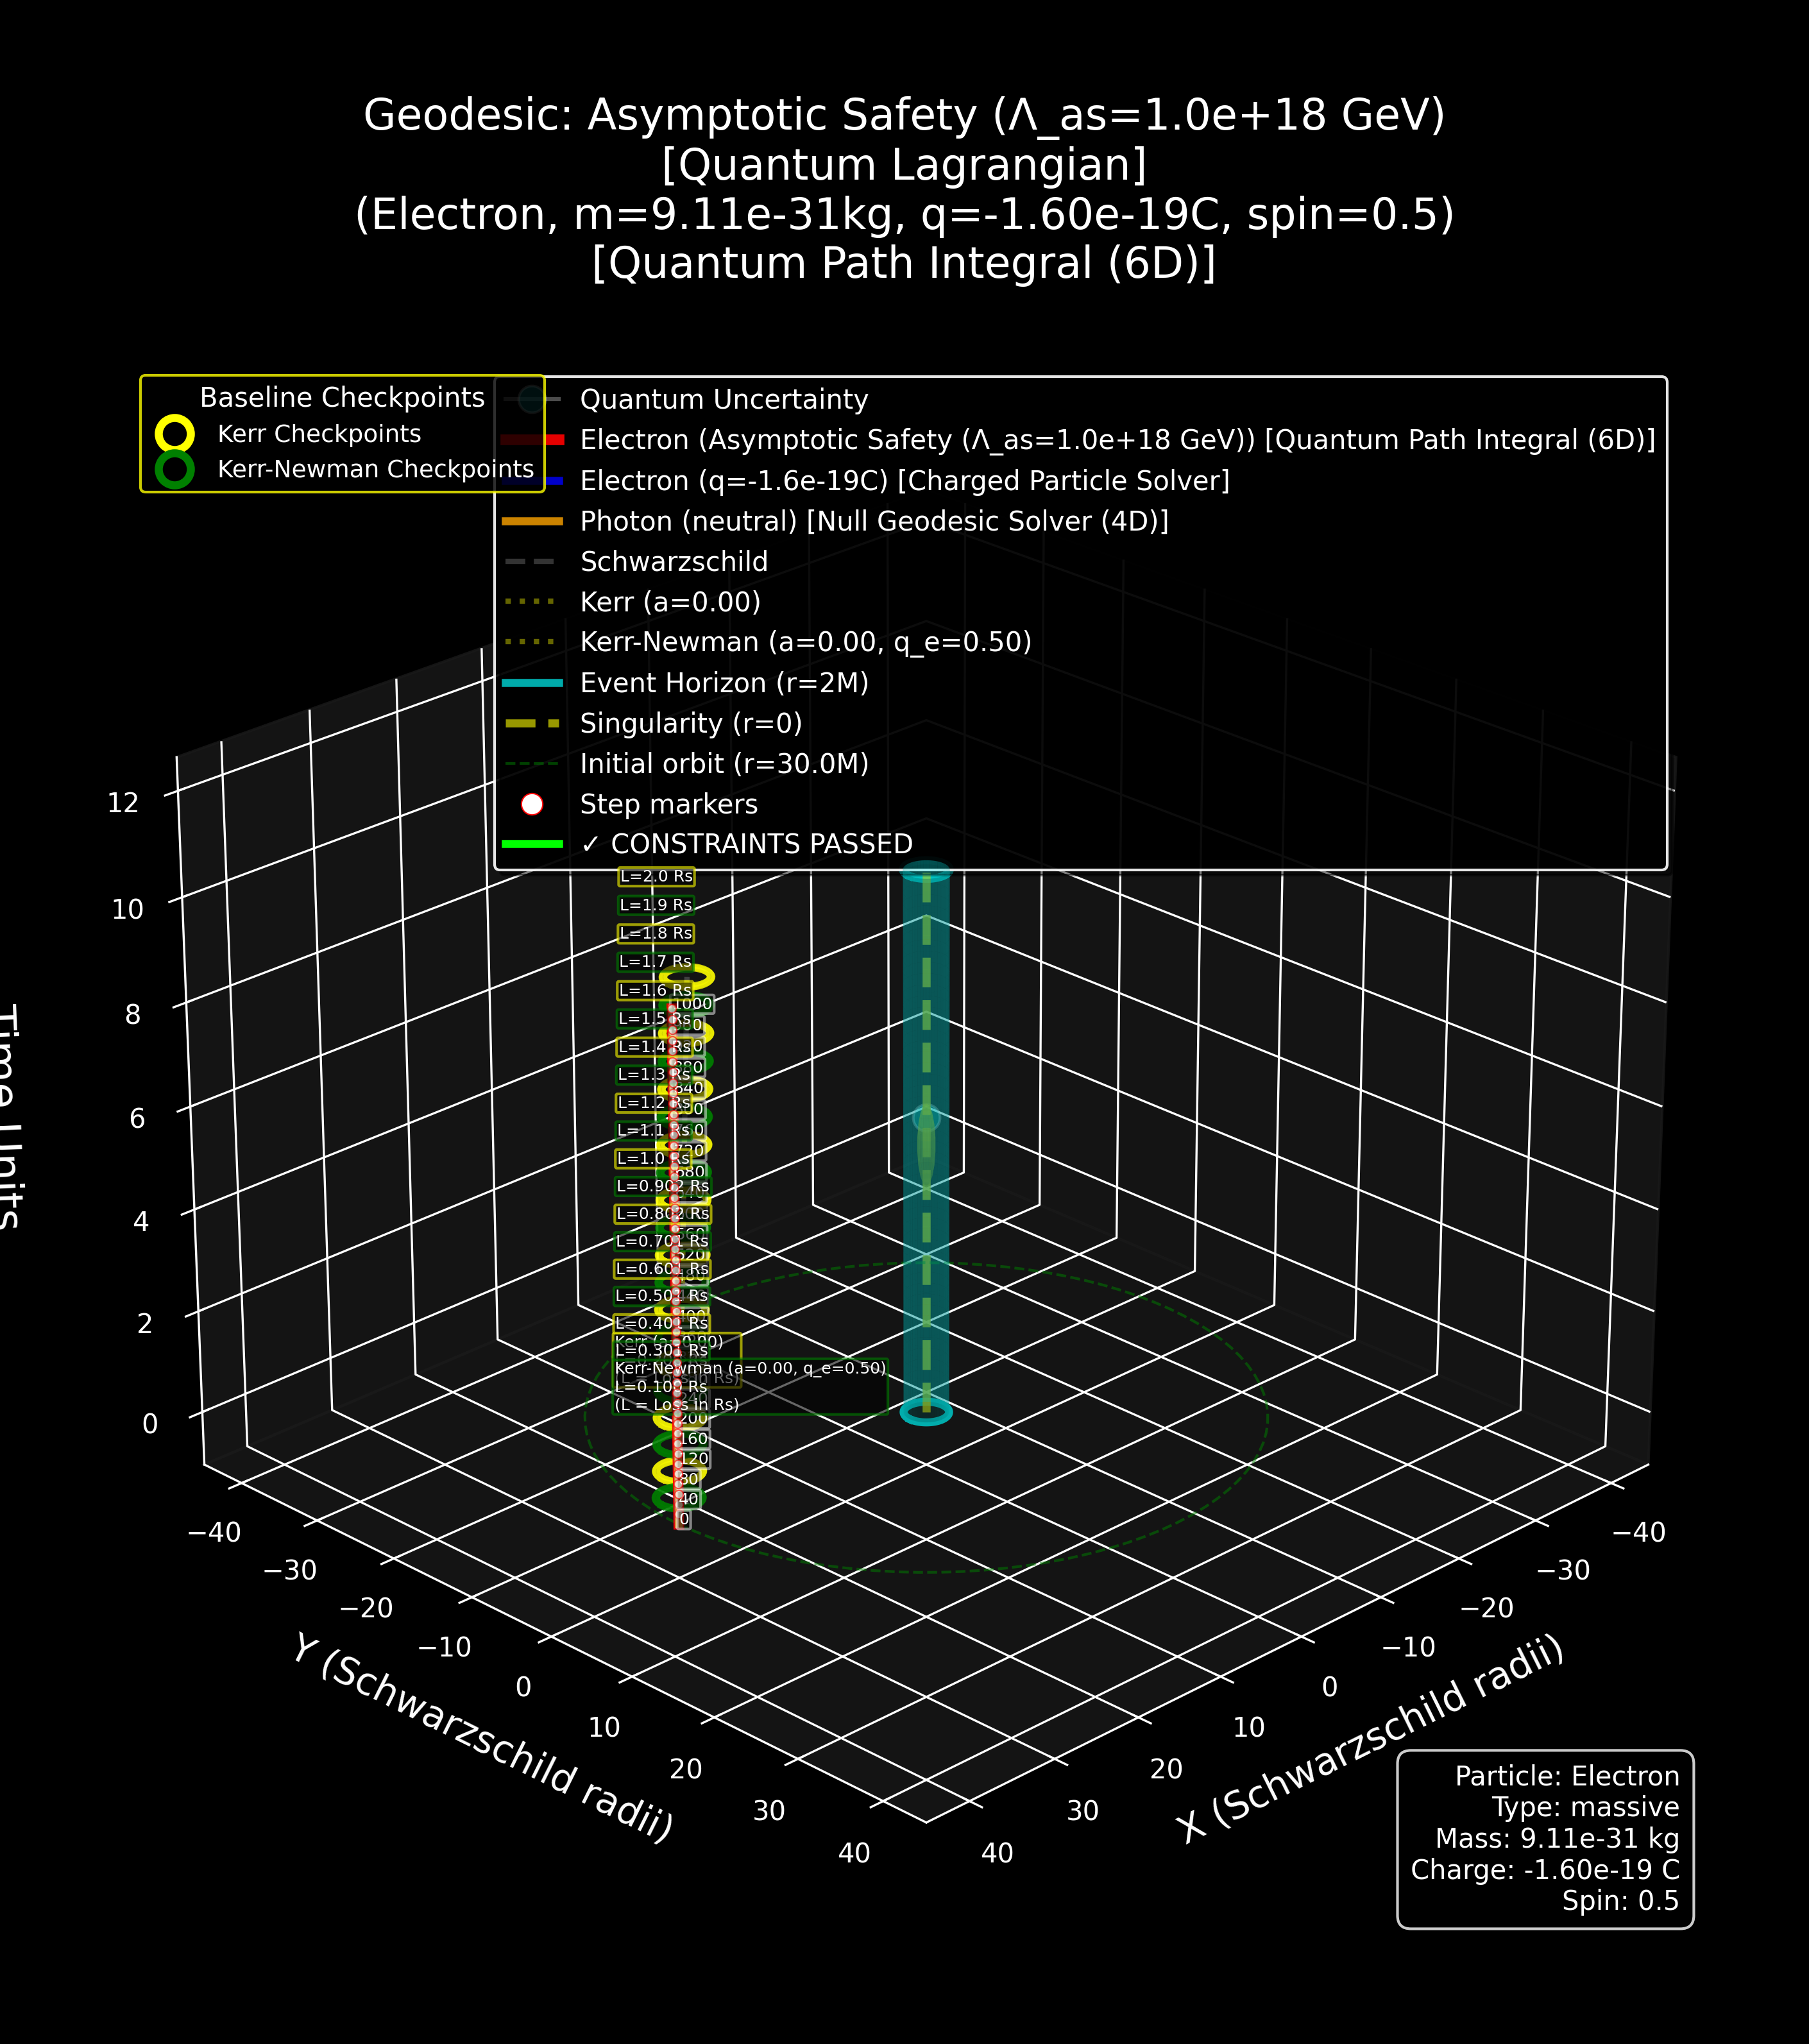 Geodesic: Asymptotic Safety (Λ_as=1.0e+18 GeV)
[Quantum Lagrangian]
(Electron, m=9.11e-31kg, q=-1.60e-19C, spin=0.5)
[Quantum Path Integral (6D)]
Baseline Checkpoints
Kerr Checkpoints
Kerr-Newman Checkpoints
Quantum Uncertainty
Electron (Asymptotic Safety (Λ_as=1.0e+18 GeV)) [Quantum Path Integral (6D)]
Electron (q=-1.6e-19C) [Charged Particle Solver]
Photon (neutral) [Null Geodesic Solver (4D)]
Schwarzschild
Kerr (a=0.00)
Kerr-Newman (a=0.00, q_e=0.50)
Event Horizon (r=2M)
Singularity (r=0)
Initial orbit (r=30.0M)
Step markers
✓ CONSTRAINTS PASSED
12
10
8
6
4
2
0
Time Units
L=2.0 Rs
L=1.9 Rs
L=1.8 Rs
L=1.7 Rs
L=1.6 Rs
L=1.5 Rs
L=1.4 Rs
L=1.3 Rs
L=1.2 Rs
L=1.1 Rs
L=1.0 Rs
L=0.902 Rs
L=0.802 Rs
L=0.701 Rs
L=0.601 Rs
L=0.501 Rs
L=0.401 Rs
Kerr (a=0.00)
L=0.301 Rs
Kerr-Newman (a=0.00, q_e=0.50)
L=0.100 Rs
(L = Loss in Rs)
1000
840
720
680
520
200
160
120
80
40
0
−40
−30
−20
−10
0
10
20
30
40
Y (Schwarzschild radii)
−40
−30
−20
−10
0
10
20
30
40
X (Schwarzschild radii)
Particle: Electron
Type: massive
Mass: 9.11e-31 kg
Charge: -1.60e-19 C
Spin: 0.5